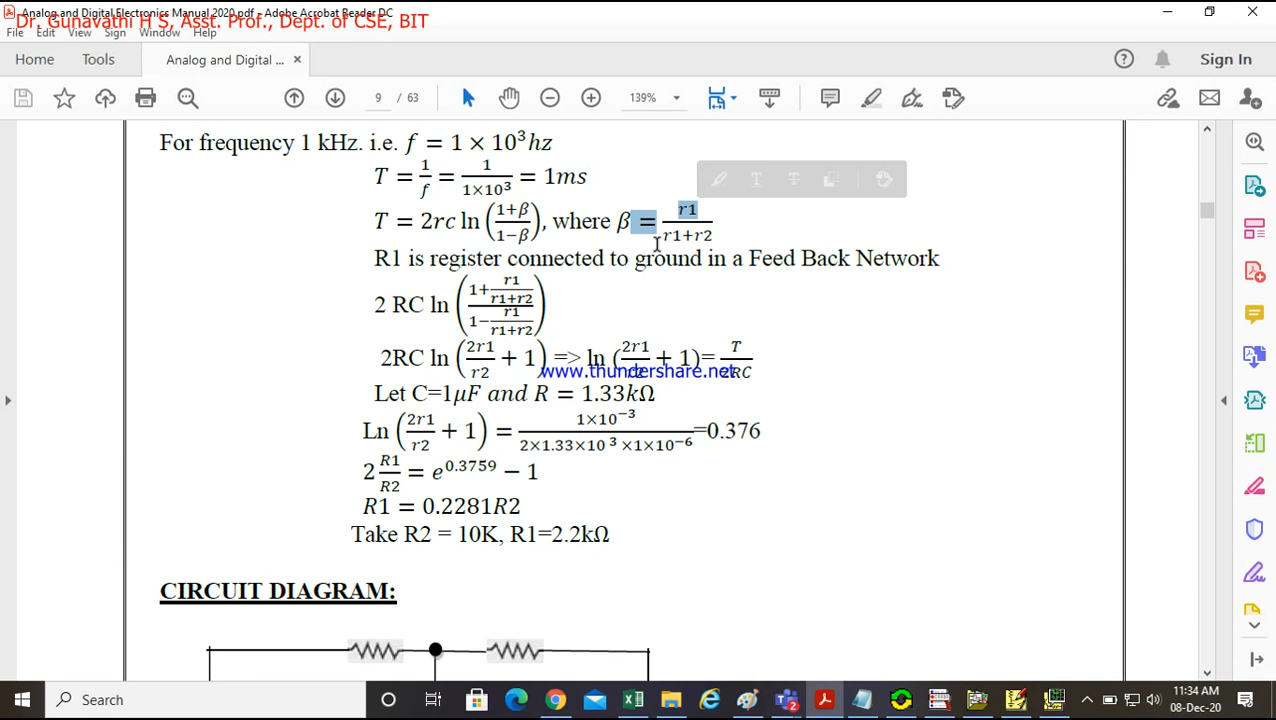 Analog and Digital Electronics Manual 2020.pdf - Adobe Acrobat Reader DC
Dr, Gunavathi H S, Asst. Prof., Dept. of CSE, BIT
File Edit View Sign Window Help
Home Tools Analog and Digital ... × Sign In
9 / 63 139%
For frequency 1 kHz. i.e. f = 1 × 10³hz
T = 1/f = 1/(1×10³) = 1ms
T = 2rc ln ((1+β)/(1−β)), where β = r1/(r1+r2)
R1 is register connected to ground in a Feed Back Network
2 RC ln ((1+r1/(r1+r2))/(1−r1/(r1+r2)))
2RC ln (2r1/r2 + 1) => ln (2r1/r2 + 1)= T/2RC
www.thundershare.net
Let C=1μF and R = 1.33kΩ
Ln (2r1/r2 + 1) = 1×10⁻³/(2×1.33×10³×1×10⁻⁶)=0.376
2 R1/R2 = e^0.3759 − 1
R1 = 0.2281R2
Take R2 = 10K, R1=2.2kΩ
CIRCUIT DIAGRAM:
Search
11:34 AM
08-Dec-20